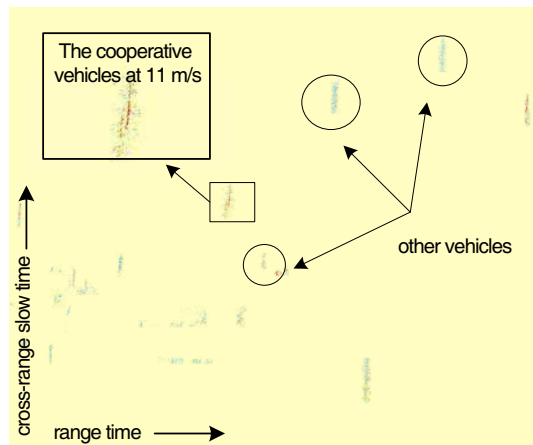 The cooperative
vehicles at 11 m/s
other vehicles
cross-range slow time
range time